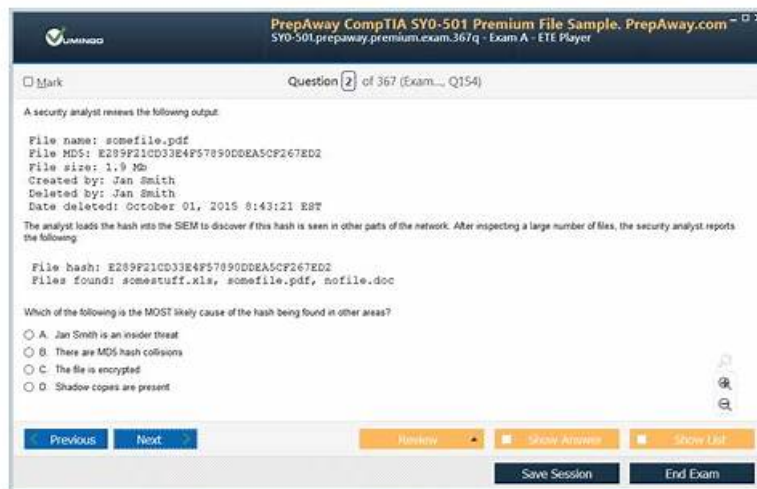 VUMINGO
PrepAway CompTIA SY0-501 Premium File Sample. PrepAway.com
SY0-501.prepaway.premium.exam.367q - Exam A - ETE Player
Mark
Question 2 of 367 (Exam..., Q154)
A security analyst reviews the following output:
File name: somefile.pdf
File MD5: E289F21CD33E4F57890DDEA5CF267ED2
File size: 1.9 Mb
Created by: Jan Smith
Deleted by: Jan Smith
Date deleted: October 01, 2015 8:43:21 EST
The analyst loads the hash into the SIEM to discover if this hash is seen in other parts of the network. After inspecting a large number of files, the security analyst reports
the following:
File hash: E289F21CD33E4F57890DDEA5CF267ED2
Files found: somestuff.xls, somefile.pdf, nofile.doc
Which of the following is the MOST likely cause of the hash being found in other areas?
A. Jan Smith is an insider threat
B. There are MD5 hash collisions
C. The file is encrypted
D. Shadow copies are present
Previous
Next
Review
Show Answer
Show List
Save Session
End Exam